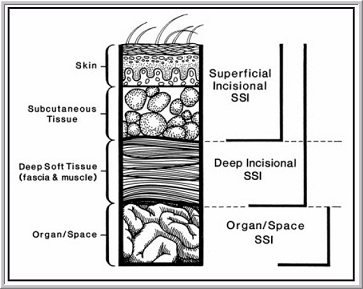 Skin
Subcutaneous
Tissue
Deep Soft Tissue
(fascia & muscle)
Organ/Space
Superficial
Incisional
SSI
Deep Incisional
SSI
Organ/Space
SSI